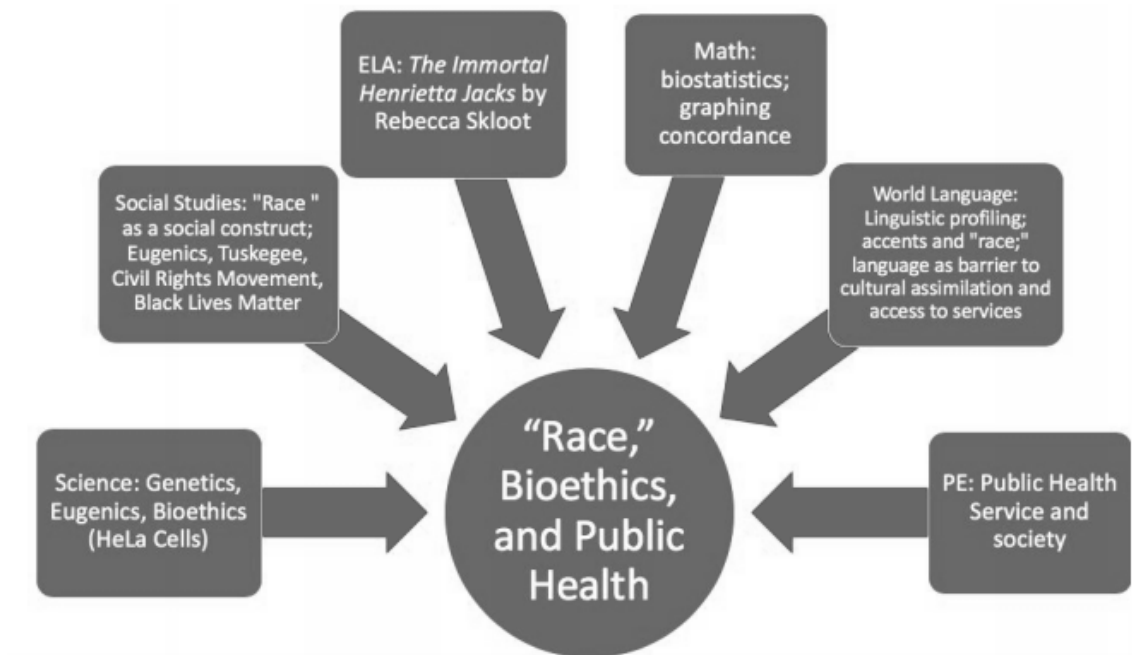 ELA: The Immortal
Henrietta Jacks by
Rebecca Skloot
Math:
biostatistics;
graphing
concordance
Social Studies: "Race "
as a social construct;
Eugenics, Tuskegee,
Civil Rights Movement,
Black Lives Matter
World Language:
Linguistic profiling;
accents and "race;"
language as barrier to
cultural assimilation and
access to services
Science: Genetics,
Eugenics, Bioethics
(HeLa Cells)
“Race,”
Bioethics,
and Public
Health
PE: Public Health
Service and
society